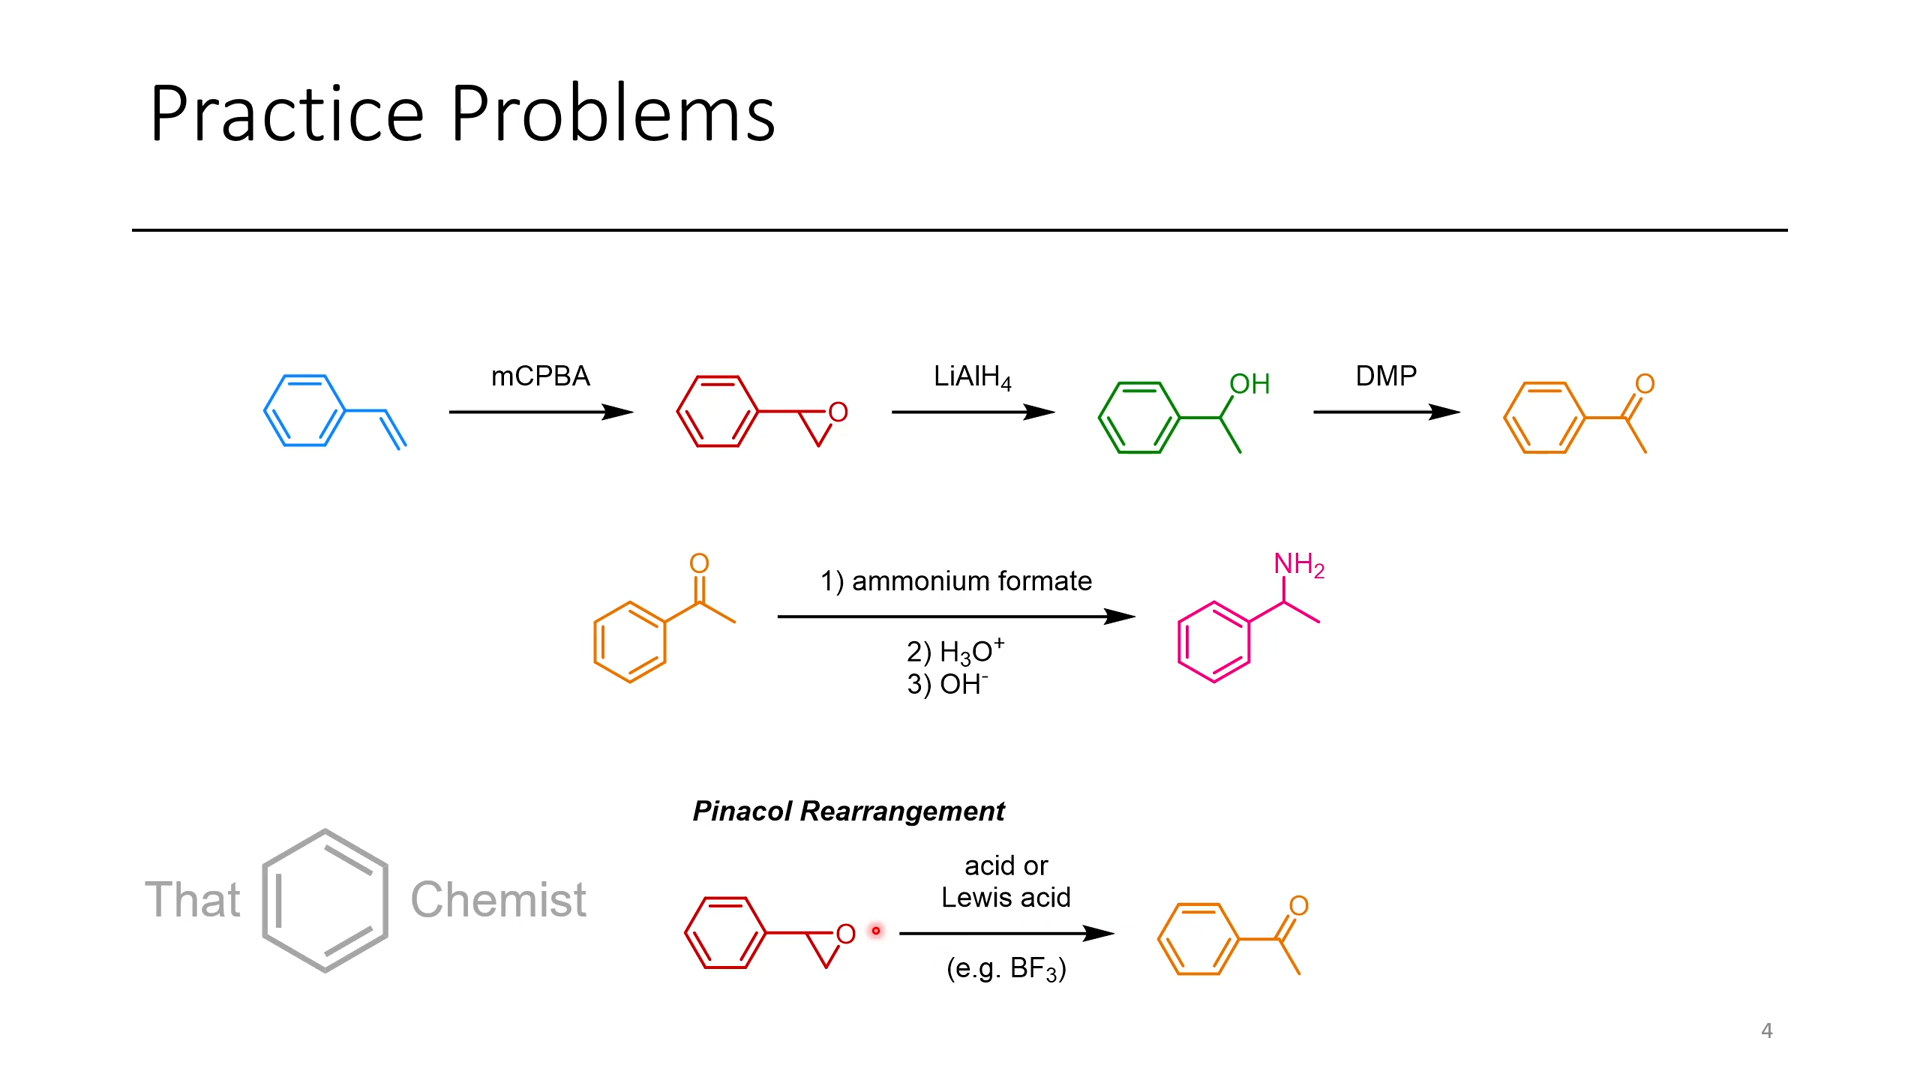 Practice Problems
mCPBA
LiAlH₄
DMP
O
OH
O
O
1) ammonium formate
2) H₃O⁺
3) OH⁻
NH₂
Pinacol Rearrangement
acid or
Lewis acid
(e.g. BF₃)
O
O
That Chemist
4